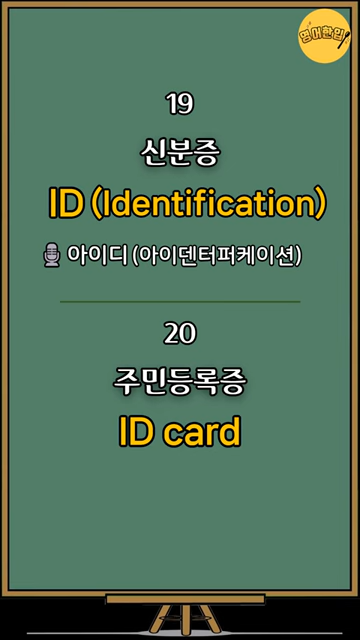 영어한입
19
신분증
ID (Identification)
아이디 (아이덴터퍼케이션)
20
주민등록증
ID card